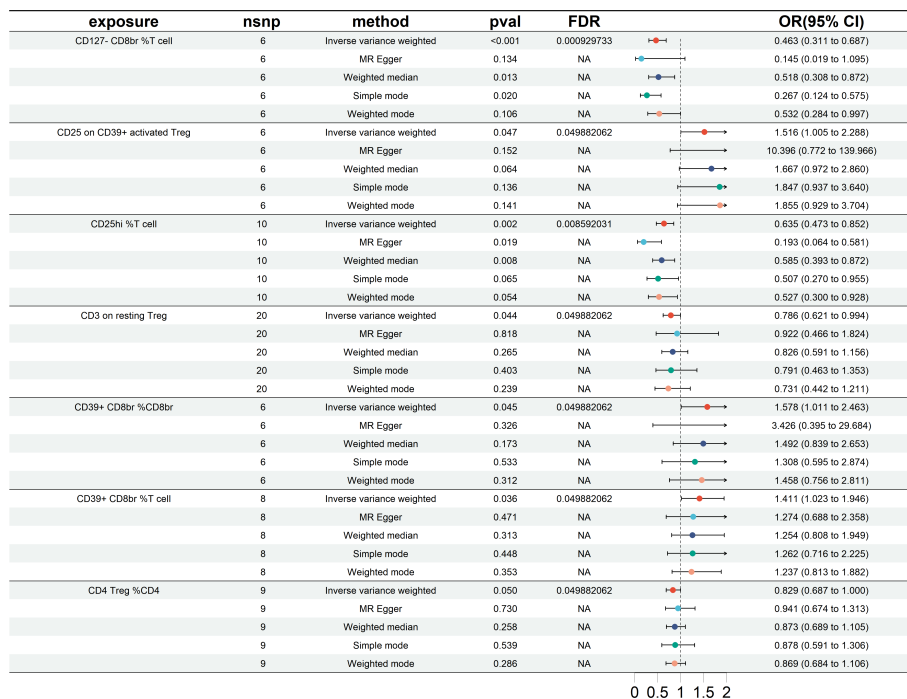 exposure nsnp method pval FDR OR(95% CI)
CD127- CD8br %T cell 6 Inverse variance weighted <0.001 0.000929733 0.463 (0.311 to 0.687)
6 MR Egger 0.134 NA 0.145 (0.019 to 1.095)
6 Weighted median 0.013 NA 0.518 (0.308 to 0.872)
6 Simple mode 0.020 NA 0.267 (0.124 to 0.575)
6 Weighted mode 0.106 NA 0.532 (0.284 to 0.997)
CD25 on CD39+ activated Treg 6 Inverse variance weighted 0.047 0.049882062 1.516 (1.005 to 2.288)
6 MR Egger 0.152 NA 10.396 (0.772 to 139.966)
6 Weighted median 0.064 NA 1.667 (0.972 to 2.860)
6 Simple mode 0.136 NA 1.847 (0.937 to 3.640)
6 Weighted mode 0.141 NA 1.855 (0.929 to 3.704)
CD25hi %T cell 10 Inverse variance weighted 0.002 0.008592031 0.635 (0.473 to 0.852)
10 MR Egger 0.019 NA 0.193 (0.064 to 0.581)
10 Weighted median 0.008 NA 0.585 (0.393 to 0.872)
10 Simple mode 0.065 NA 0.507 (0.270 to 0.955)
10 Weighted mode 0.054 NA 0.527 (0.300 to 0.928)
CD3 on resting Treg 20 Inverse variance weighted 0.044 0.049882062 0.786 (0.621 to 0.994)
20 MR Egger 0.818 NA 0.922 (0.466 to 1.824)
20 Weighted median 0.265 NA 0.826 (0.591 to 1.156)
20 Simple mode 0.403 NA 0.791 (0.463 to 1.353)
20 Weighted mode 0.239 NA 0.731 (0.442 to 1.211)
CD39+ CD8br %CD8br 6 Inverse variance weighted 0.045 0.049882062 1.578 (1.011 to 2.463)
6 MR Egger 0.326 NA 3.426 (0.395 to 29.684)
6 Weighted median 0.173 NA 1.492 (0.839 to 2.653)
6 Simple mode 0.533 NA 1.308 (0.595 to 2.874)
6 Weighted mode 0.312 NA 1.458 (0.756 to 2.811)
CD39+ CD8br %T cell 8 Inverse variance weighted 0.036 0.049882062 1.411 (1.023 to 1.946)
8 MR Egger 0.471 NA 1.274 (0.688 to 2.358)
8 Weighted median 0.313 NA 1.254 (0.808 to 1.949)
8 Simple mode 0.448 NA 1.262 (0.716 to 2.225)
8 Weighted mode 0.353 NA 1.237 (0.813 to 1.882)
CD4 Treg %CD4 9 Inverse variance weighted 0.050 0.049882062 0.829 (0.687 to 1.000)
9 MR Egger 0.730 NA 0.941 (0.674 to 1.313)
9 Weighted median 0.258 NA 0.873 (0.689 to 1.105)
9 Simple mode 0.539 NA 0.878 (0.591 to 1.306)
9 Weighted mode 0.286 NA 0.869 (0.684 to 1.106)
0 0.5 1 1.5 2